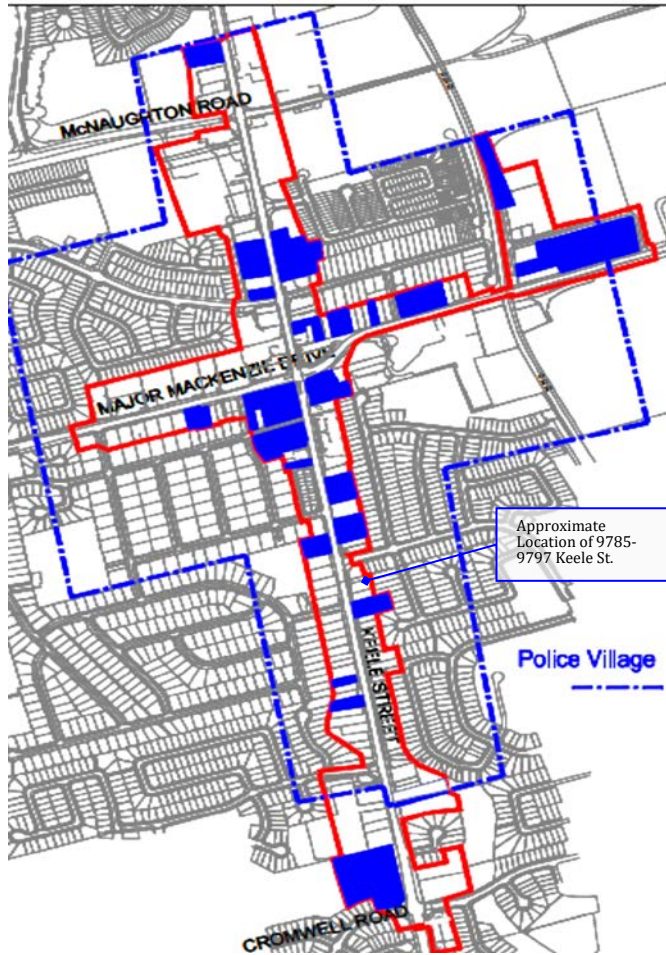 McNAUGHTON ROAD
MAJOR MACKENZIE DRIVE
Approximate
Location of 9785-
9797 Keele St.
KEELE STREET
Police Village
CROMWELL ROAD